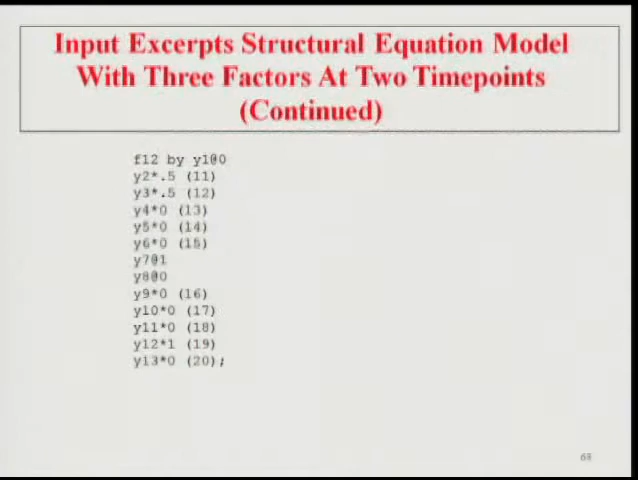 Input Excerpts Structural Equation Model
With Three Factors At Two Timepoints
(Continued)
f12 by y1@0
y2*.5 (11)
y3*.5 (12)
y4*0 (13)
y5*0 (14)
y6*0 (15)
y7@1
y8@0
y9*0 (16)
y10*0 (17)
y11*0 (18)
y12*1 (19)
y13*0 (20);
68